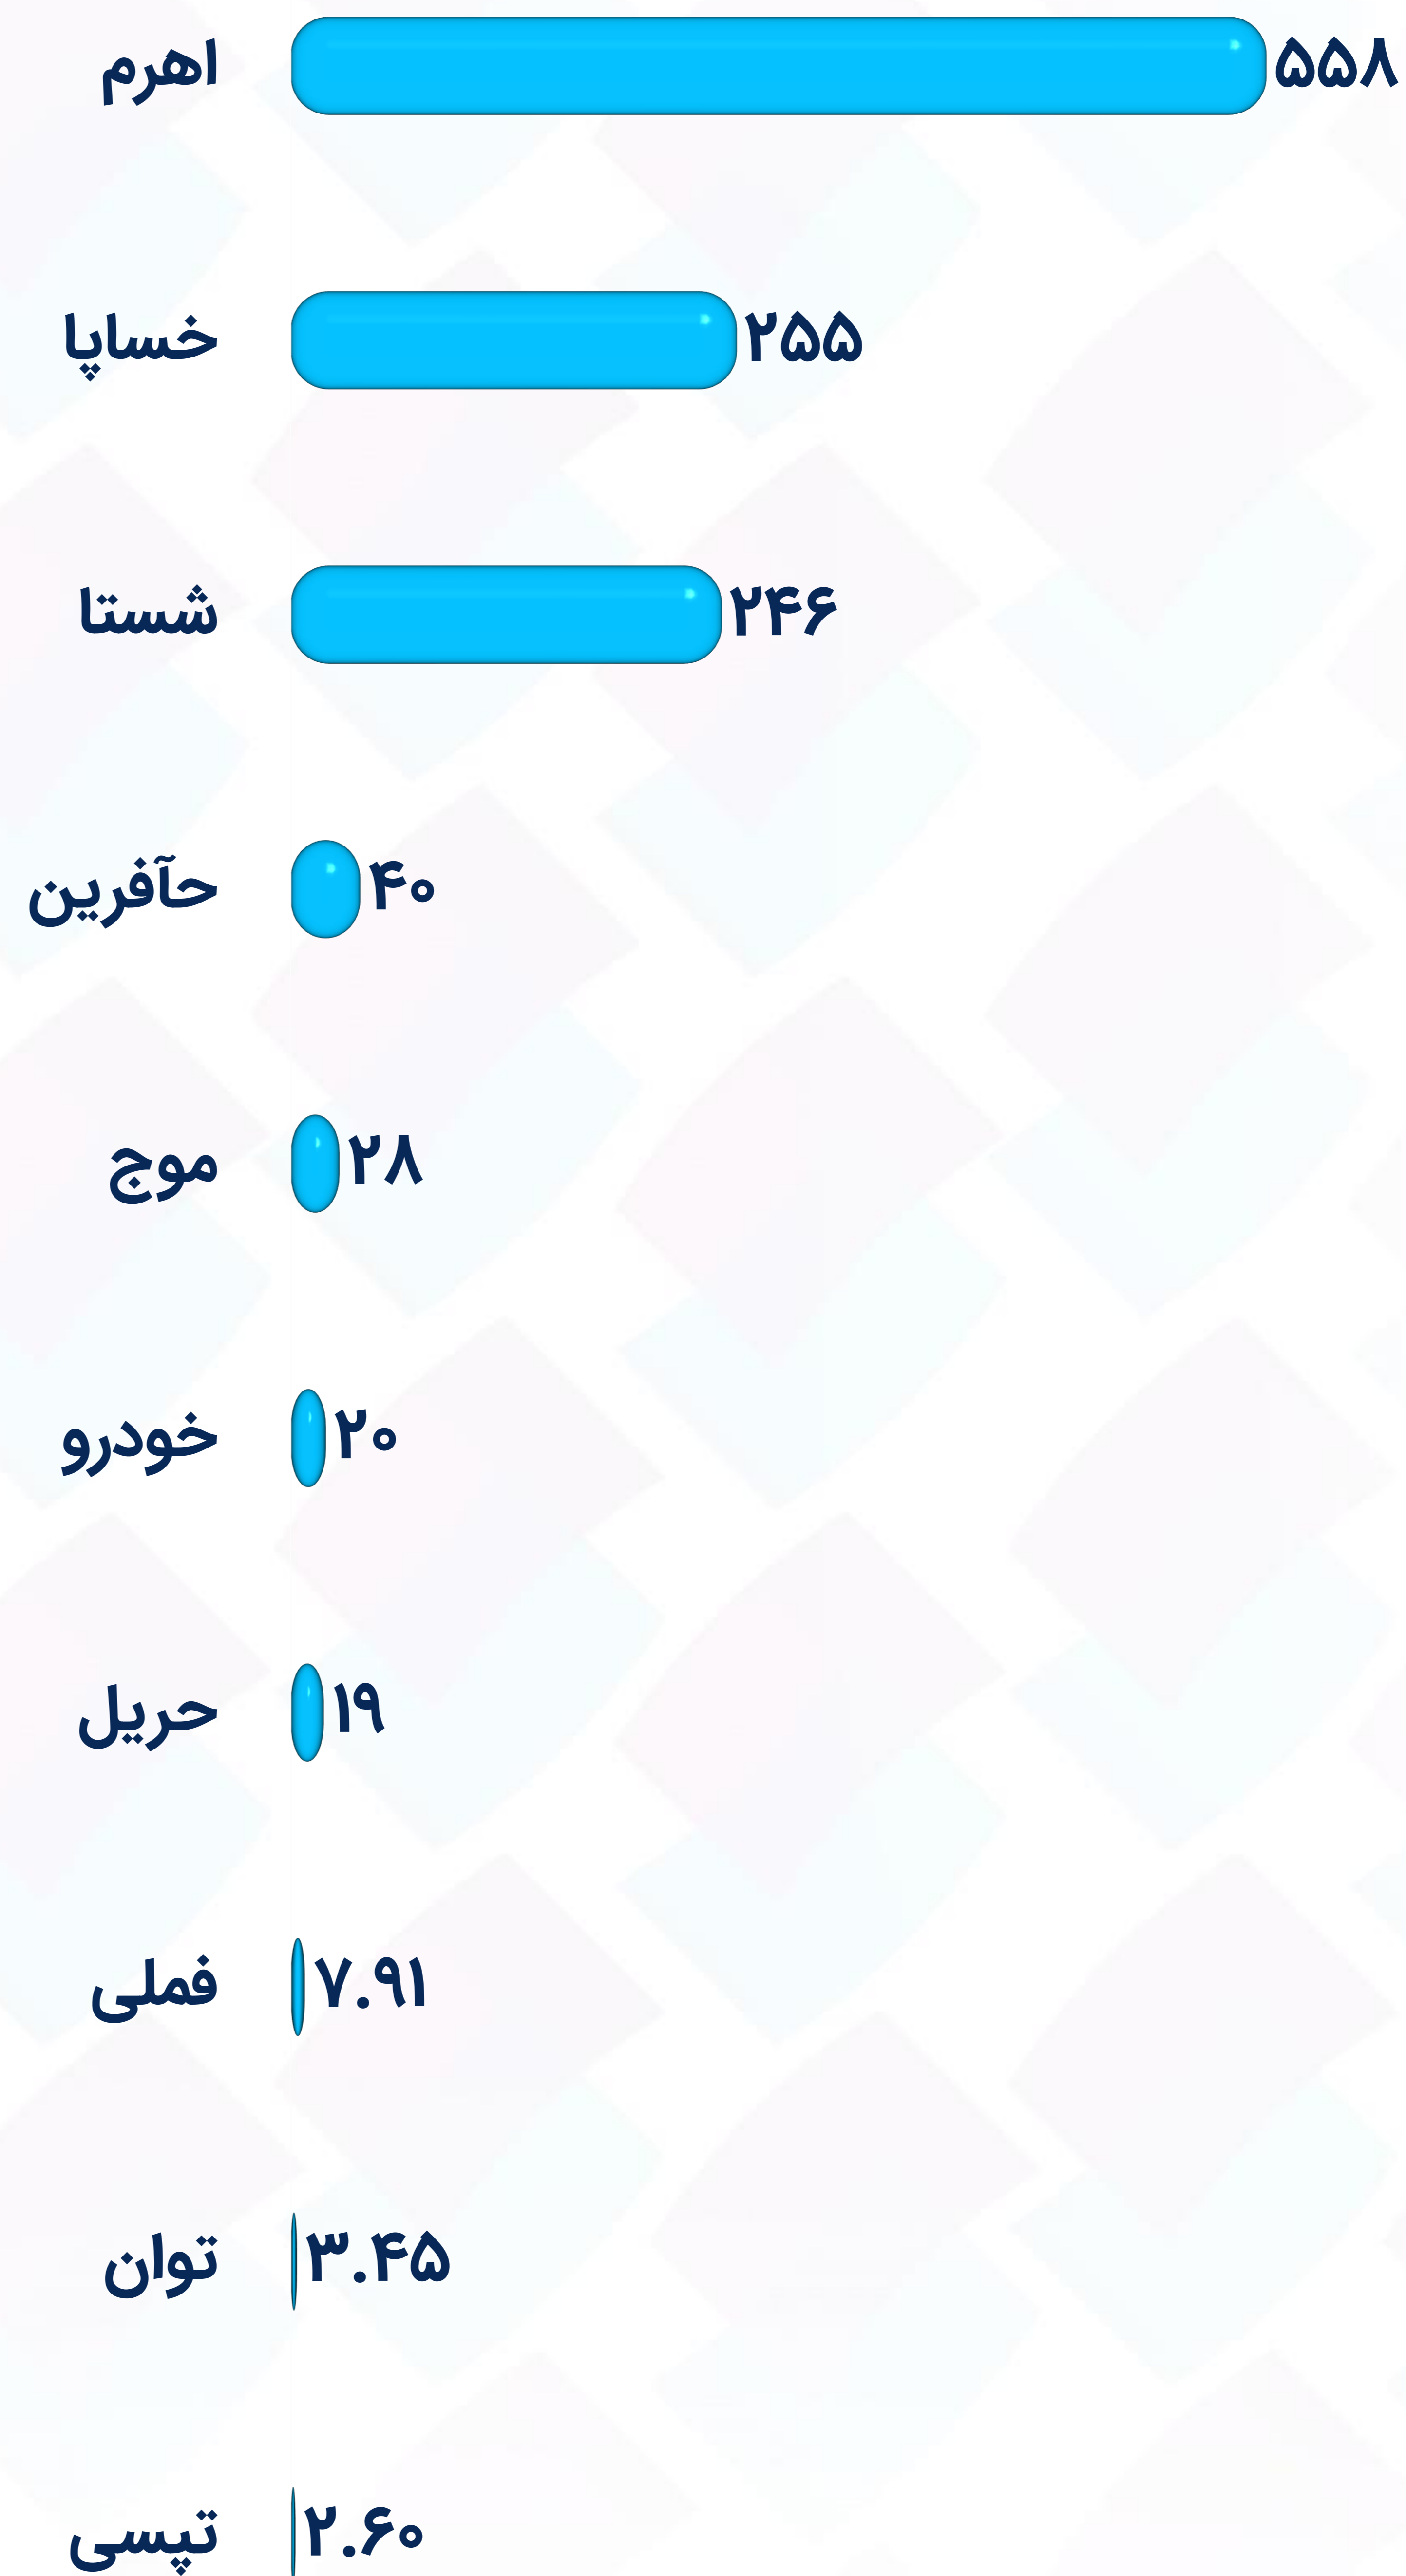 اهرم ۵۵۸
خساپا ۲۵۵
شستا ۲۴۶
حآفرین ۴۰
موج ۲۸
خودرو ۲۰
حریل ۱۹
فملی ۷.۹۱
توان ۳.۴۵
تپسی ۲.۶۰